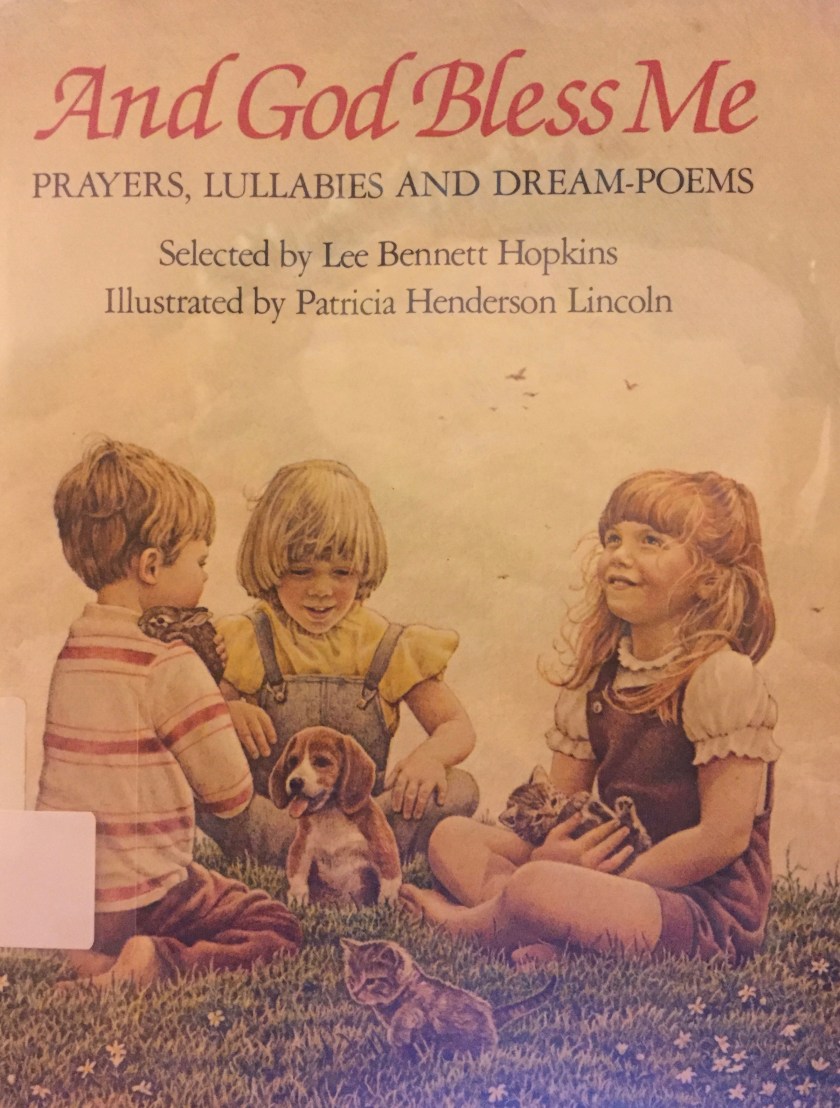 And God Bless Me
PRAYERS, LULLABIES AND DREAM-POEMS
Selected by Lee Bennett Hopkins
Illustrated by Patricia Henderson Lincoln